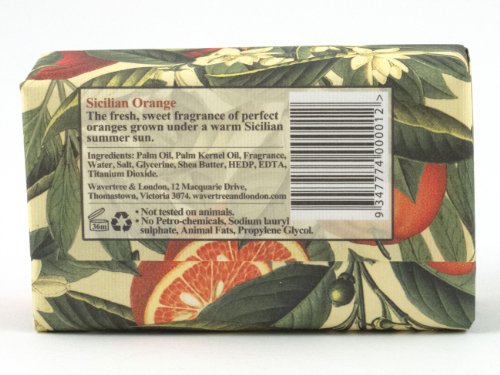 Sicilian Orange
The fresh, sweet fragrance of perfect
oranges grown under a warm Sicilian
summer sun.
Ingredients: Palm Oil, Palm Kernel Oil, Fragrance,
Water, Salt, Glycerine, Shea Butter, HEDP, EDTA,
Titanium Dioxide.
Wavertree & London, 12 Macquarie Drive,
Thomastown, Victoria 3074. wavertreeandlondon.com
• Not tested on animals.
• No Petro-chemicals, Sodium lauryl
sulphate, Animal Fats, Propylene Glycol.
36m
9 347774 000012 >